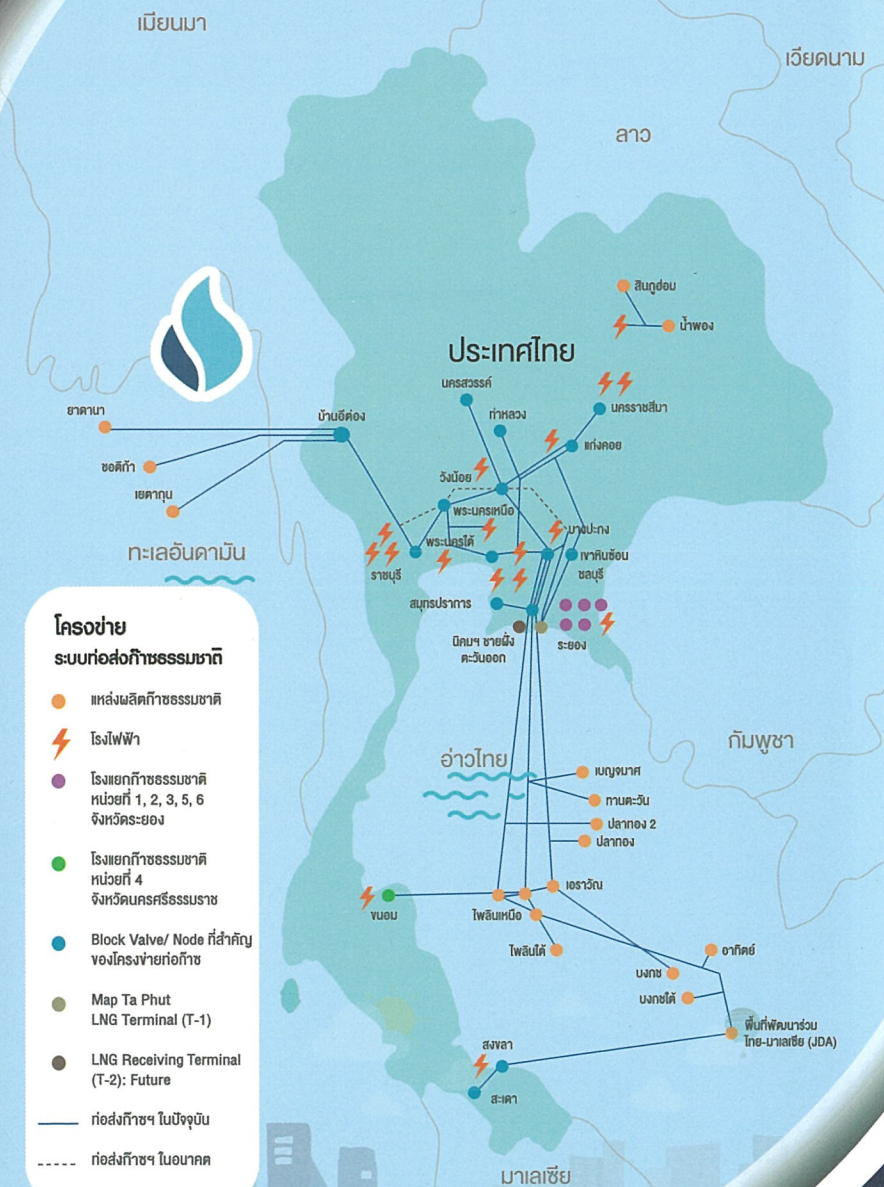 เมียนมา
เวียดนาม
ลาว
สินภูฮ่อม
น้ำพอง
ประเทศไทย
นครสวรรค์
นครราชสีมา
ยาดานา
บ้านอีต่อง
ท่าหลวง
แก่งคอย
ซอติก้า
วังน้อย
เยตากุน
พระนครเหนือ
บางปะกง
ทะเลอันดามัน
พระนครใต้
เขาหินซ้อน
ราชบุรี
ชลบุรี
สมุทรปราการ
นิคมฯ ชายฝั่ง
ตะวันออก
ระยอง
โครงข่าย
ระบบท่อส่งก๊าซธรรมชาติ
แหล่งผลิตก๊าซธรรมชาติ
โรงไฟฟ้า
โรงแยกก๊าซธรรมชาติ
หน่วยที่ 1, 2, 3, 5, 6
จังหวัดระยอง
โรงแยกก๊าซธรรมชาติ
หน่วยที่ 4
จังหวัดนครศรีธรรมราช
Block Valve/ Node ที่สำคัญ
ของโครงข่ายท่อก๊าซ
Map Ta Phut
LNG Terminal (T-1)
LNG Receiving Terminal
(T-2): Future
ท่อส่งก๊าซฯ ในปัจจุบัน
ท่อส่งก๊าซฯ ในอนาคต
กัมพูชา
อ่าวไทย
เบญจมาศ
ทานตะวัน
ปลาทอง 2
ปลาทอง
เอราวัณ
ขนอม
ไพลินเหนือ
ไพลินใต้
อาทิตย์
บงกช
บงกชใต้
พื้นที่พัฒนาร่วม
ไทย-มาเลเซีย (JDA)
สงขลา
สะเดา
มาเลเซีย